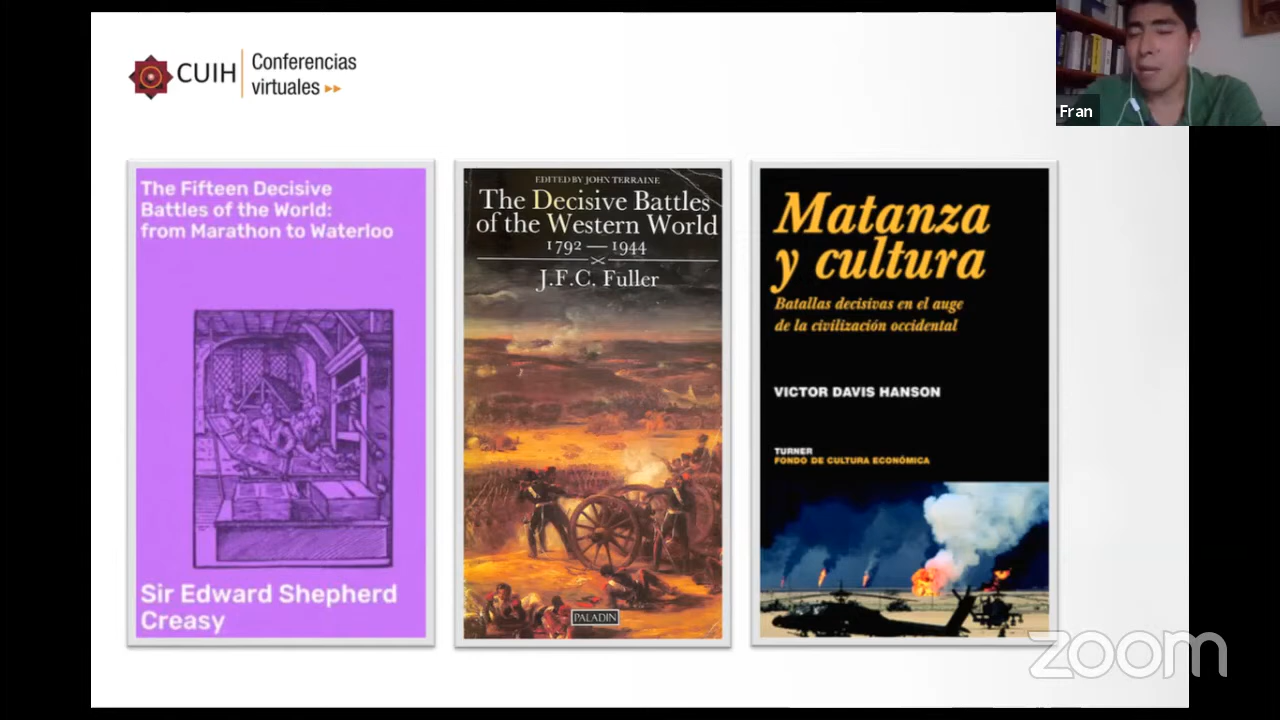 CUIH
Conferencias
virtuales
Fran
The Fifteen Decisive
Battles of the World:
from Marathon to Waterloo
Sir Edward Shepherd
Creasy
EDITED BY JOHN TERRAINE
The Decisive Battles
of the Western World
1792 — 1944
J.F.C. Fuller
PALADIN
Matanza
y cultura
Batallas decisivas en el auge
de la civilización occidental
VICTOR DAVIS HANSON
TURNER
FONDO DE CULTURA ECONÓMICA
zoom